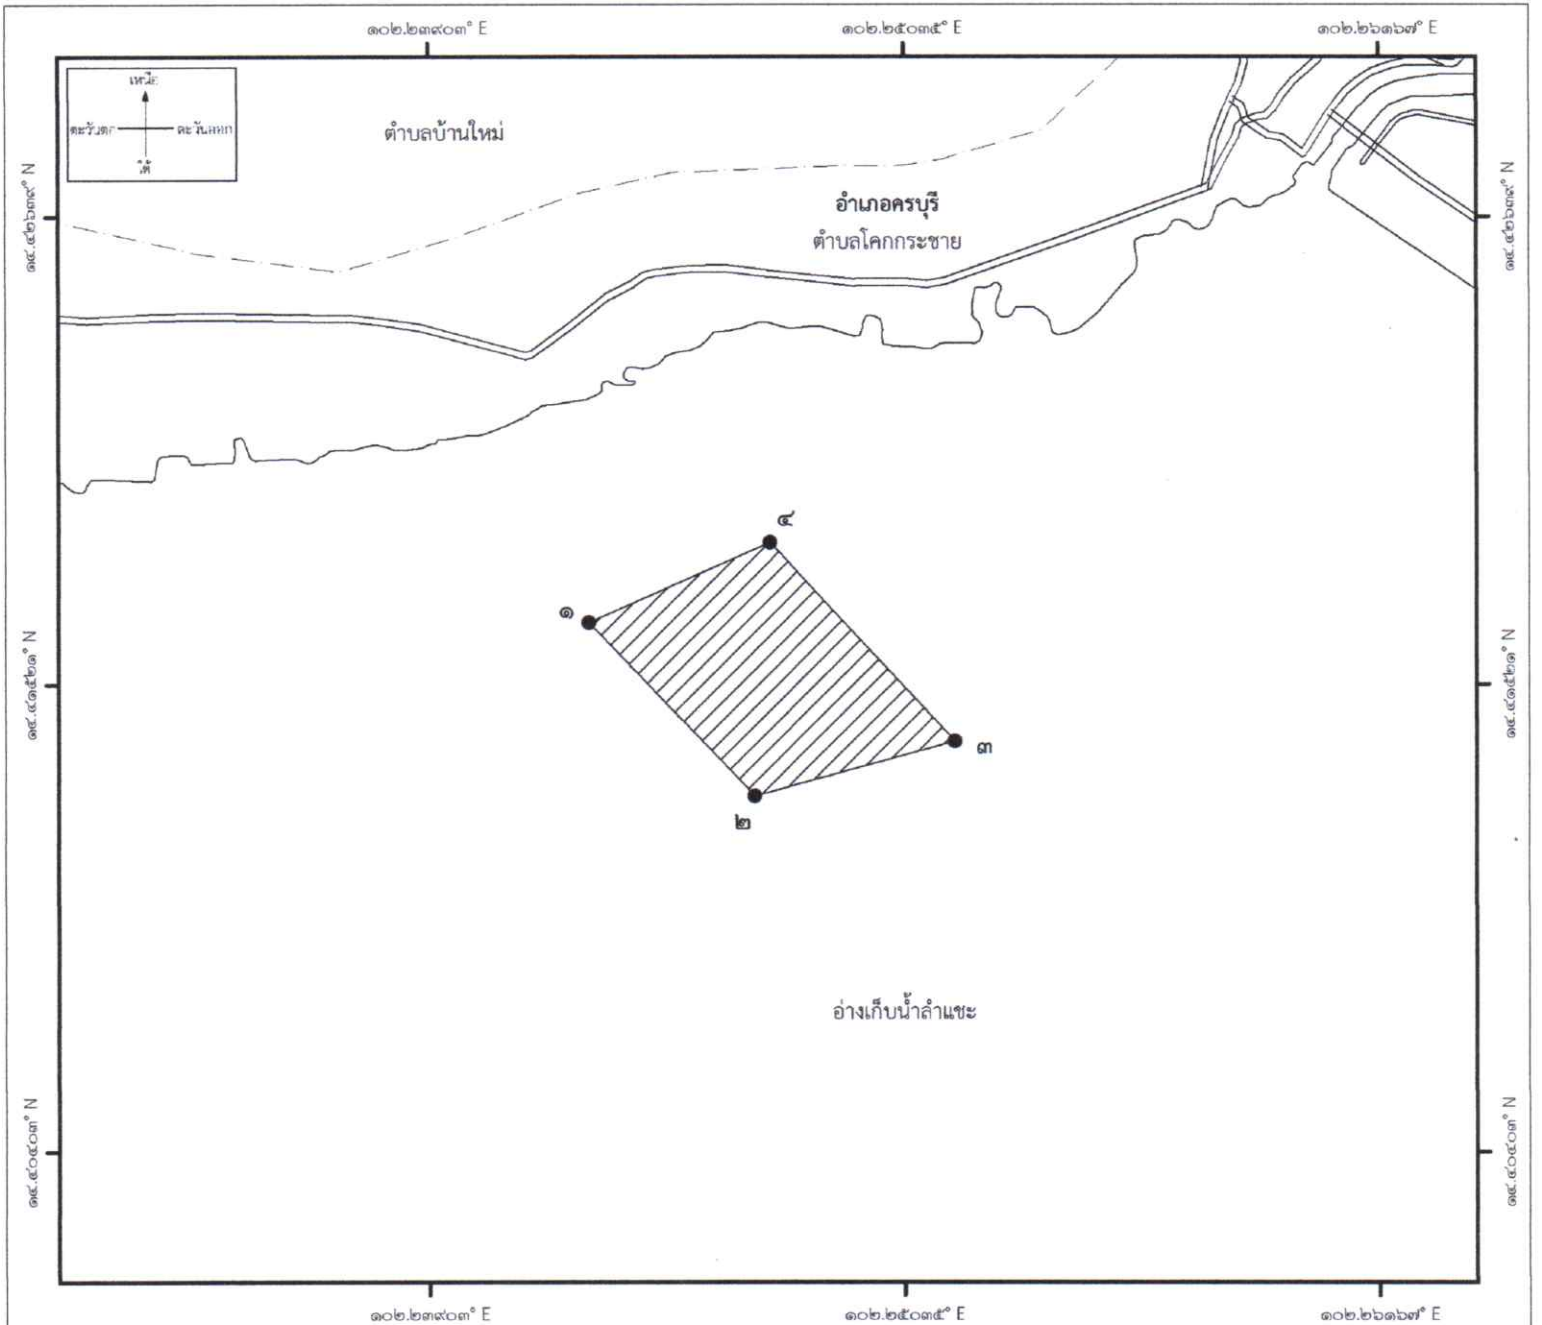 ๑๐๒.๒๓๙๐๓° E
๑๐๒.๒๕๐๓๕° E
๑๐๒.๒๖๑๖๗° E
เหนือ
ตะวันตก
ตะวันออก
ใต้
ตำบลบ้านใหม่
อำเภอครบุรี
ตำบลโคกกระชาย
๑๔.๔๒๖๓๙° N
๑๔.๔๒๖๓๙° N
๔
๑
๑๔.๔๑๕๒๑° N
๑๔.๔๑๕๒๑° N
๓
๒
อ่างเก็บน้ำลำแชะ
๑๔.๔๐๔๐๓° N
๑๔.๔๐๔๐๓° N
๑๐๒.๒๓๙๐๓° E
๑๐๒.๒๕๐๓๕° E
๑๐๒.๒๖๑๖๗° E